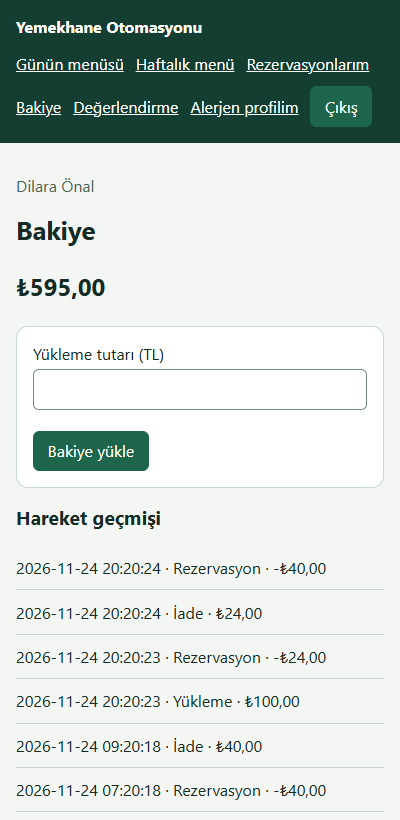 Yemekhane Otomasyonu
Günün menüsü Haftalık menü Rezervasyonlarım
Bakiye Değerlendirme Alerjen profilim Çıkış
Dilara Önal
Bakiye
₺595,00
Yükleme tutarı (TL)
Bakiye yükle
Hareket geçmişi
2026-11-24 20:20:24 · Rezervasyon · -₺40,00
2026-11-24 20:20:24 · İade · ₺24,00
2026-11-24 20:20:23 · Rezervasyon · -₺24,00
2026-11-24 20:20:23 · Yükleme · ₺100,00
2026-11-24 09:20:18 · İade · ₺40,00
2026-11-24 07:20:18 · Rezervasyon · -₺40,00